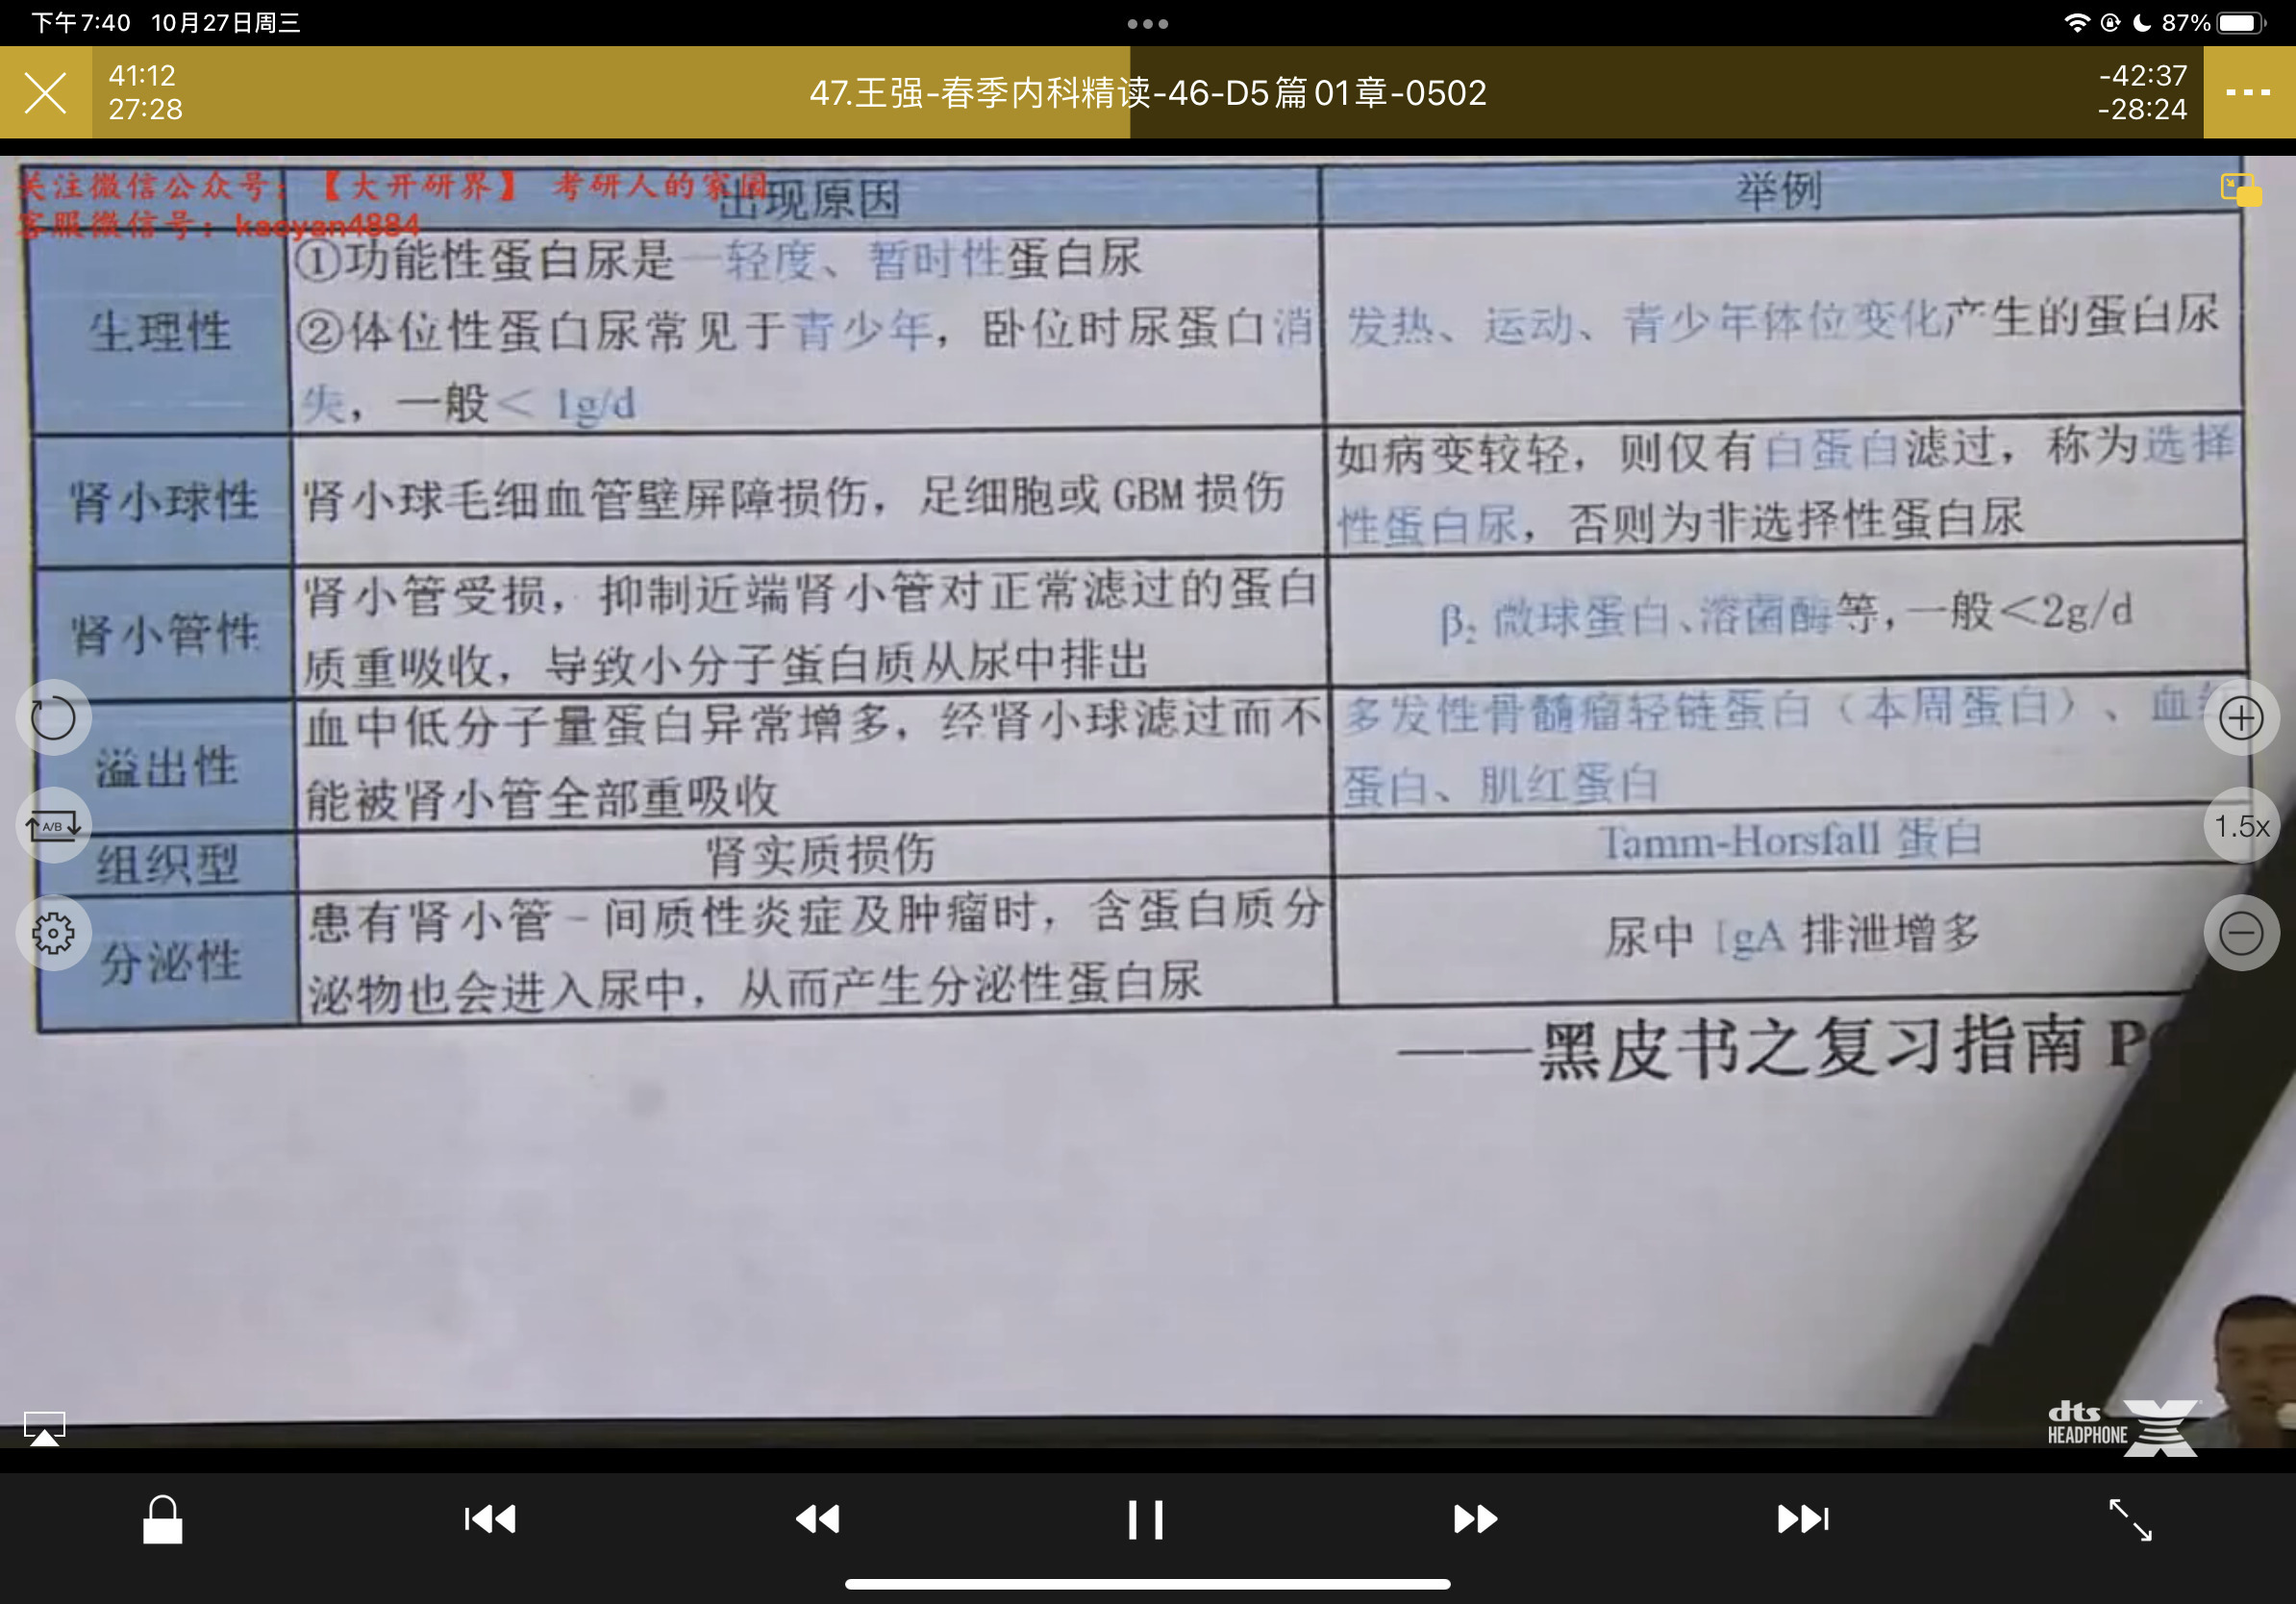 下午7:40 10月27日周三
87%
41:12
27:28
47.王强-春季内科精读-46-D5篇01章-0502
-42:37
-28:24
关注微信公众号：【大开研界】 考研人的家园
客服微信号：kaoyan4884
出现原因
举例
生理性
①功能性蛋白尿是一轻度、暂时性蛋白尿
②体位性蛋白尿常见于青少年，卧位时尿蛋白消
失，一般＜1g/d
发热、运动、青少年体位变化产生的蛋白尿
肾小球性
肾小球毛细血管壁屏障损伤，足细胞或 GBM 损伤
如病变较轻，则仅有白蛋白滤过，称为选择
性蛋白尿，否则为非选择性蛋白尿
肾小管性
肾小管受损，抑制近端肾小管对正常滤过的蛋白
质重吸收，导致小分子蛋白质从尿中排出
β₂ 微球蛋白、溶菌酶等，一般＜2g/d
溢出性
血中低分子量蛋白异常增多，经肾小球滤过而不
能被肾小管全部重吸收
多发性骨髓瘤轻链蛋白（本周蛋白）、血
蛋白、肌红蛋白
组织型
肾实质损伤
Tamm-Horsfall 蛋白
分泌性
患有肾小管－间质性炎症及肿瘤时，含蛋白质分
泌物也会进入尿中，从而产生分泌性蛋白尿
尿中 IgA 排泄增多
——黑皮书之复习指南 P
A/B
1.5x
dts
HEADPHONE X